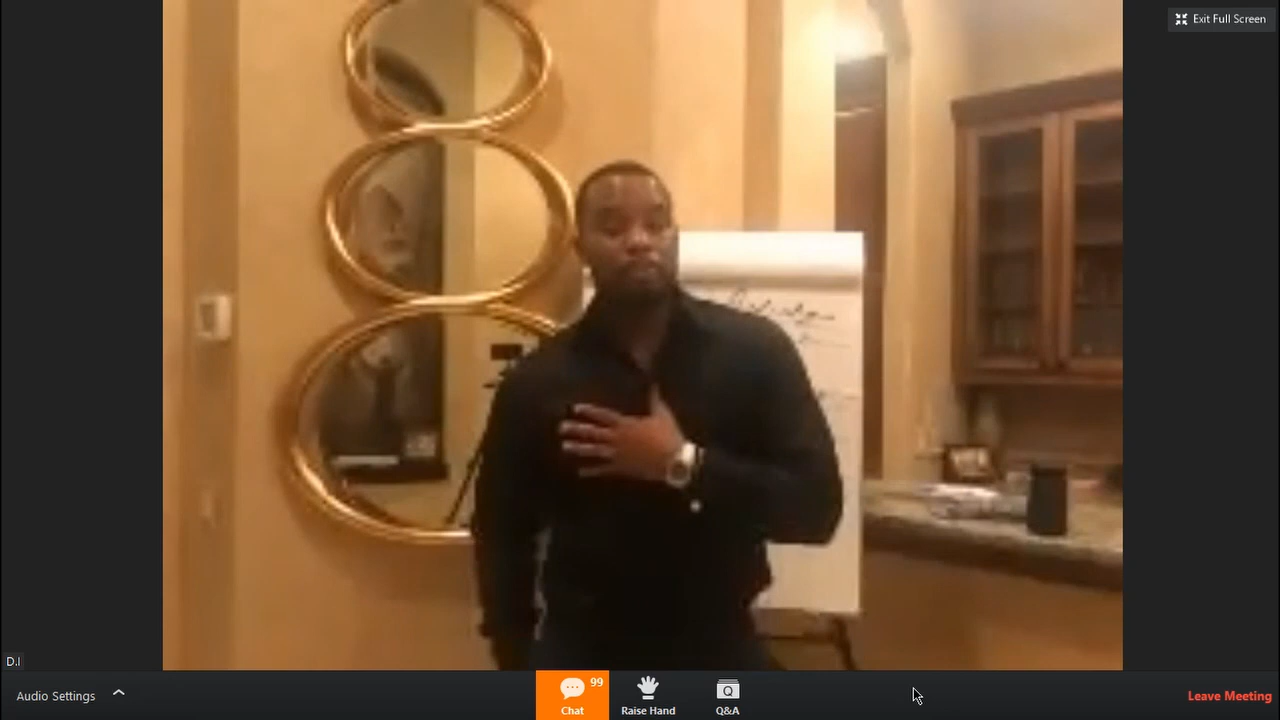 Exit Full Screen
D.I
Audio Settings
99
Chat
Raise Hand
Q
Q&A
Leave Meeting